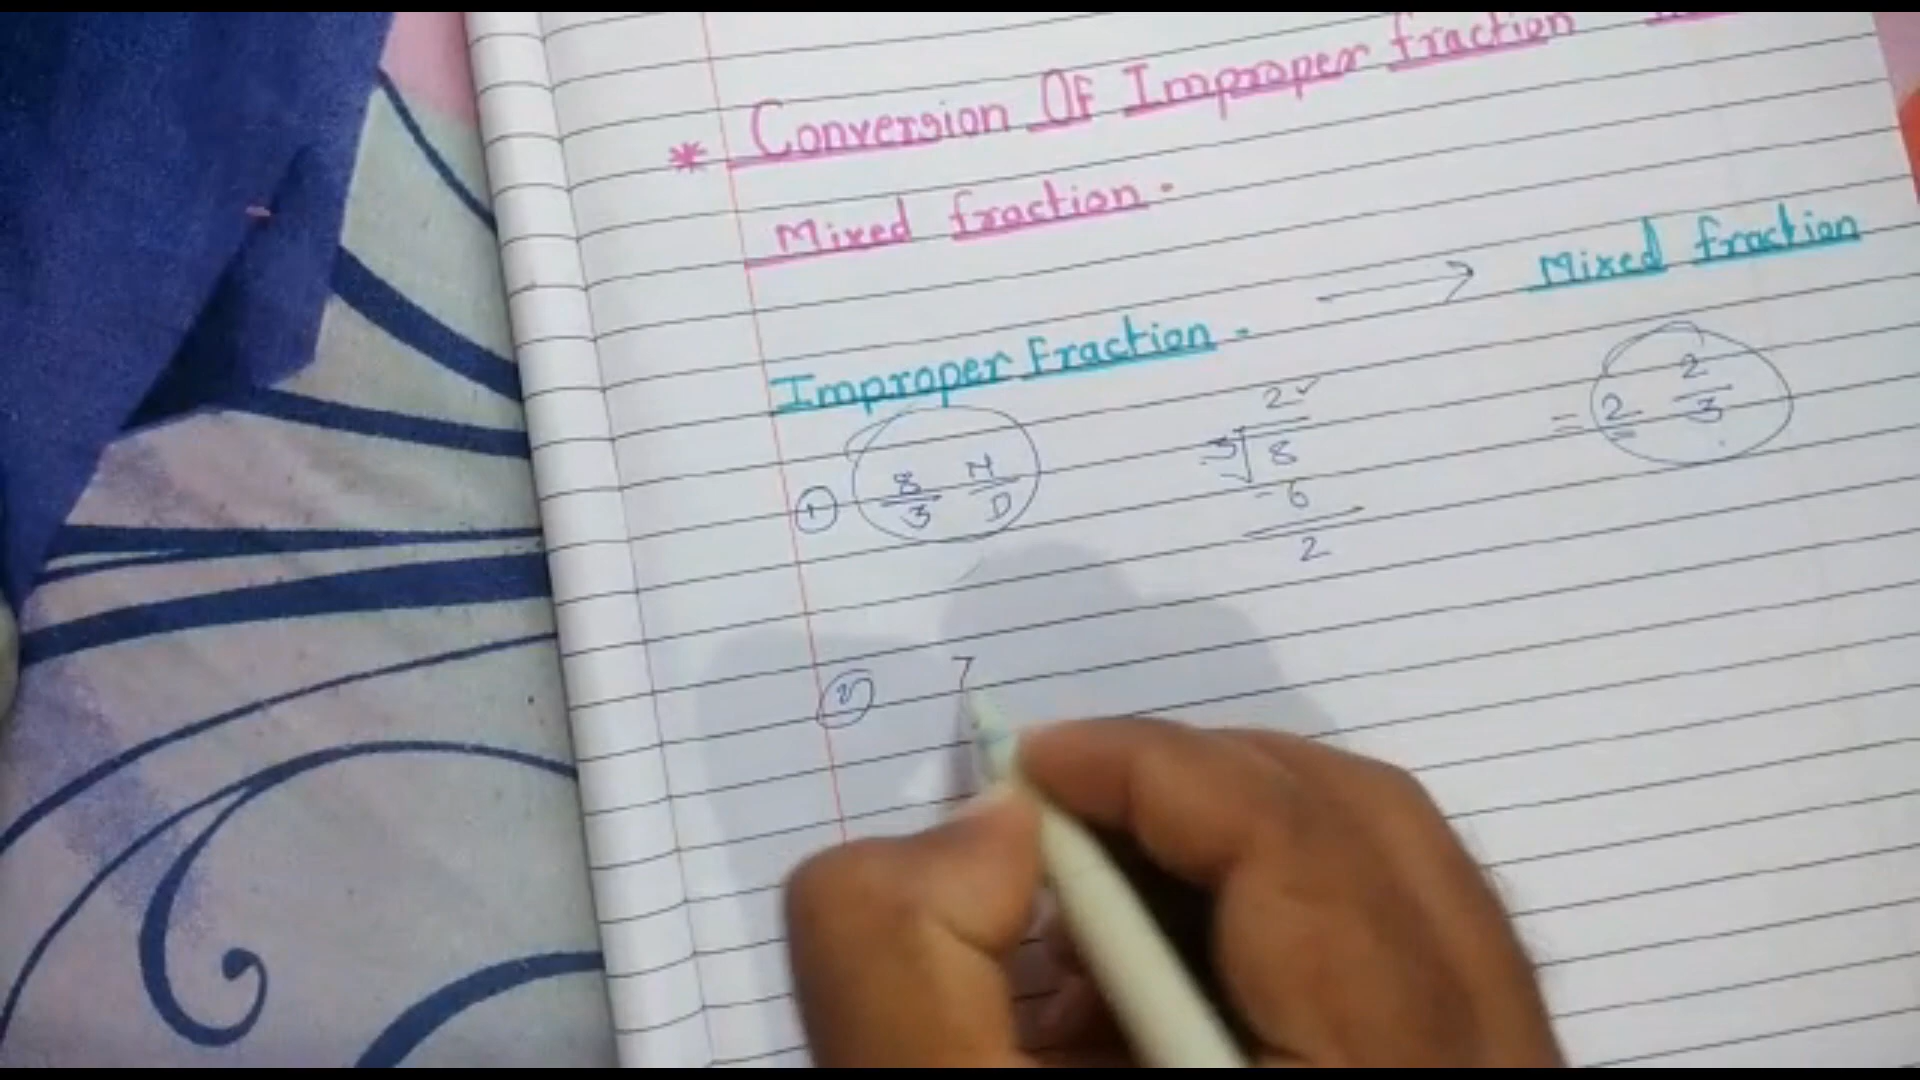 * Conversion Of Improper fraction
Mixed fraction.
Improper Fraction. → Mixed fraction
① 8/3 N/D
2 ✓
3√8
-6
2
= 2 2/3
② 7